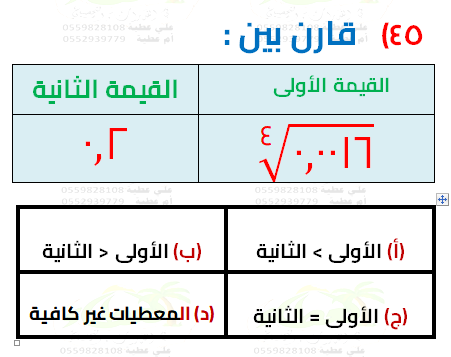 ٤٥) قارن بين :
القيمة الأولى القيمة الثانية
٤√٠,٠٠١٦ ٠,٢
(أ) الأولى > الثانية (ب) الأولى < الثانية
(ج) الأولى = الثانية (د) المعطيات غير كافية
علي عطية 0559828108
أم عطية 0552939779